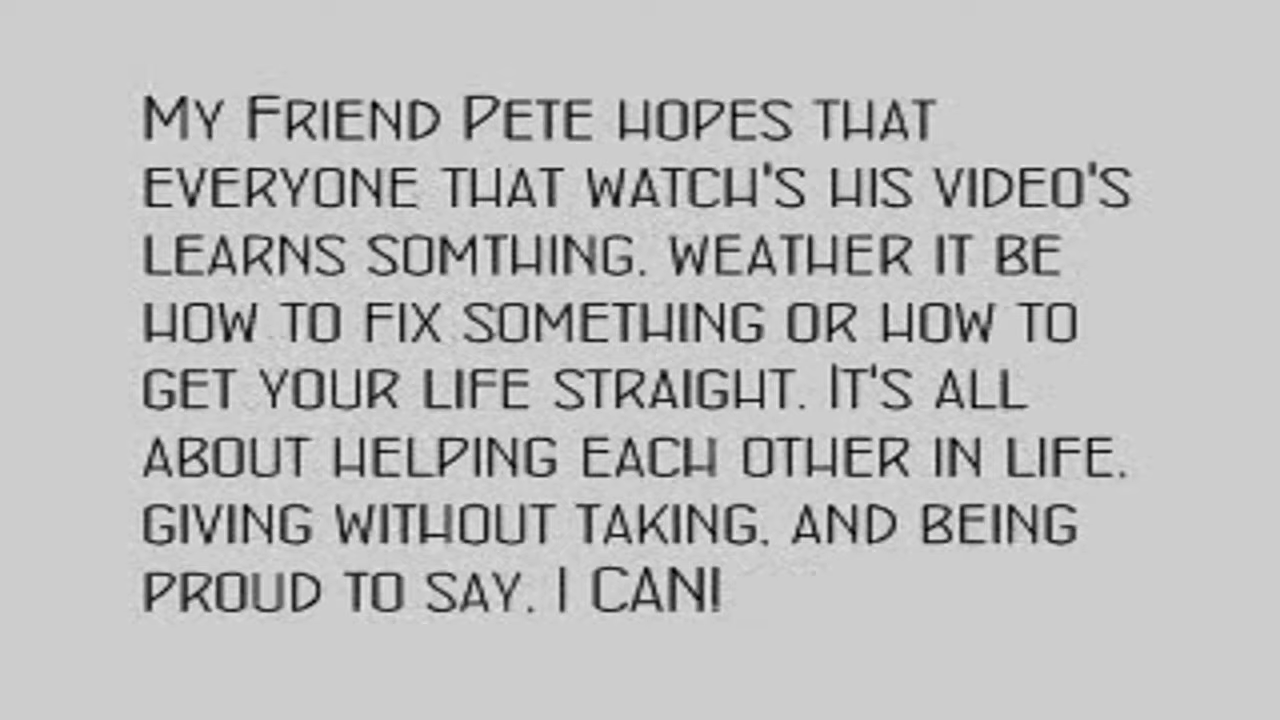 My Friend Pete hopes that
everyone that watch's his video's
learns somthing. weather it be
how to fix something or how to
get your life straight. It's all
about helping each other in life.
giving without taking. and being
proud to say. I CAN!